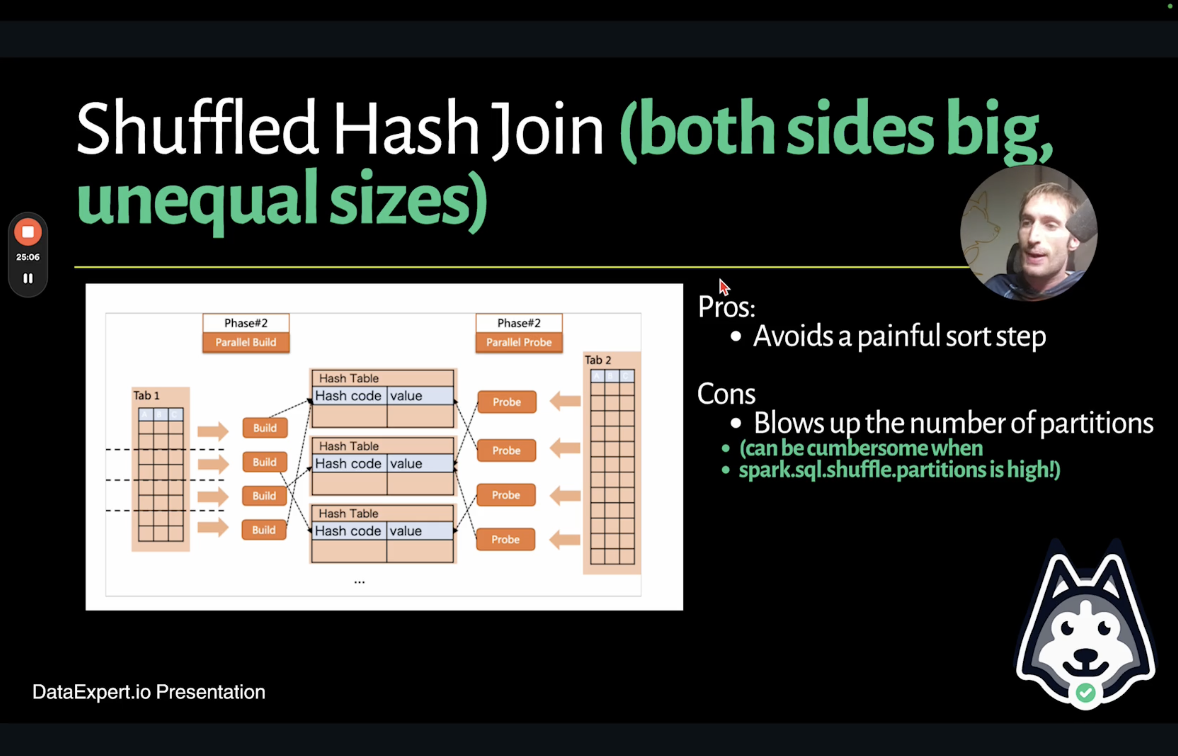 Shuffled Hash Join (both sides big,
unequal sizes)
25:06
Pros:
• Avoids a painful sort step
Cons
• Blows up the number of partitions
• (can be cumbersome when
• spark.sql.shuffle.partitions is high!)
Phase#2
Parallel Build
Phase#2
Parallel Probe
Tab 1
A B C
Build
Build
Build
Build
Hash Table
Hash code value
Hash Table
Hash code value
Hash Table
Hash code value
...
Probe
Probe
Probe
Probe
Tab 2
A B C
DataExpert.io Presentation